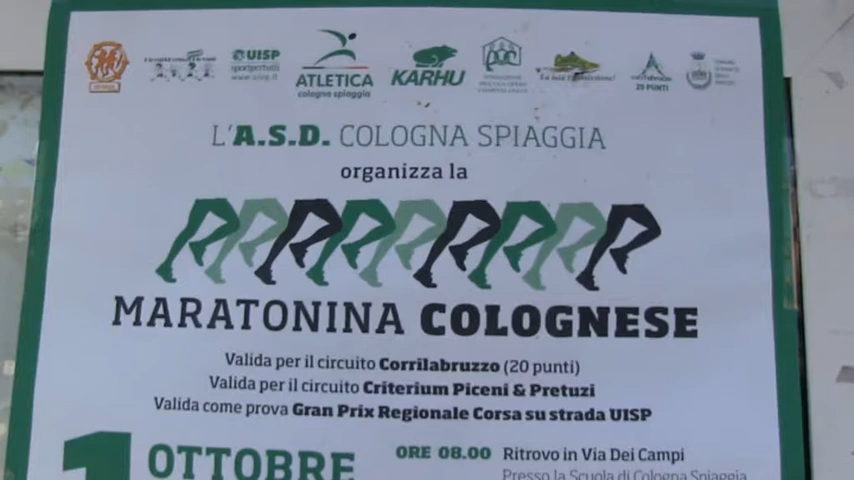 UISP
sportpertutti
www.uisp.it
ATLETICA
cologna spiaggia
KARHU
20 PUNTI
L'A.S.D. COLOGNA SPIAGGIA
organizza la
MARATONINA COLOGNESE
Valida per il circuito Corrilabruzzo (20 punti)
Valida per il circuito Criterium Piceni & Pretuzi
Valida come prova Gran Prix Regionale Corsa su strada UISP
1 OTTOBRE
ORE 08.00 Ritrovo in Via Dei Campi
Presso la Scuola di Cologna Spiaggia